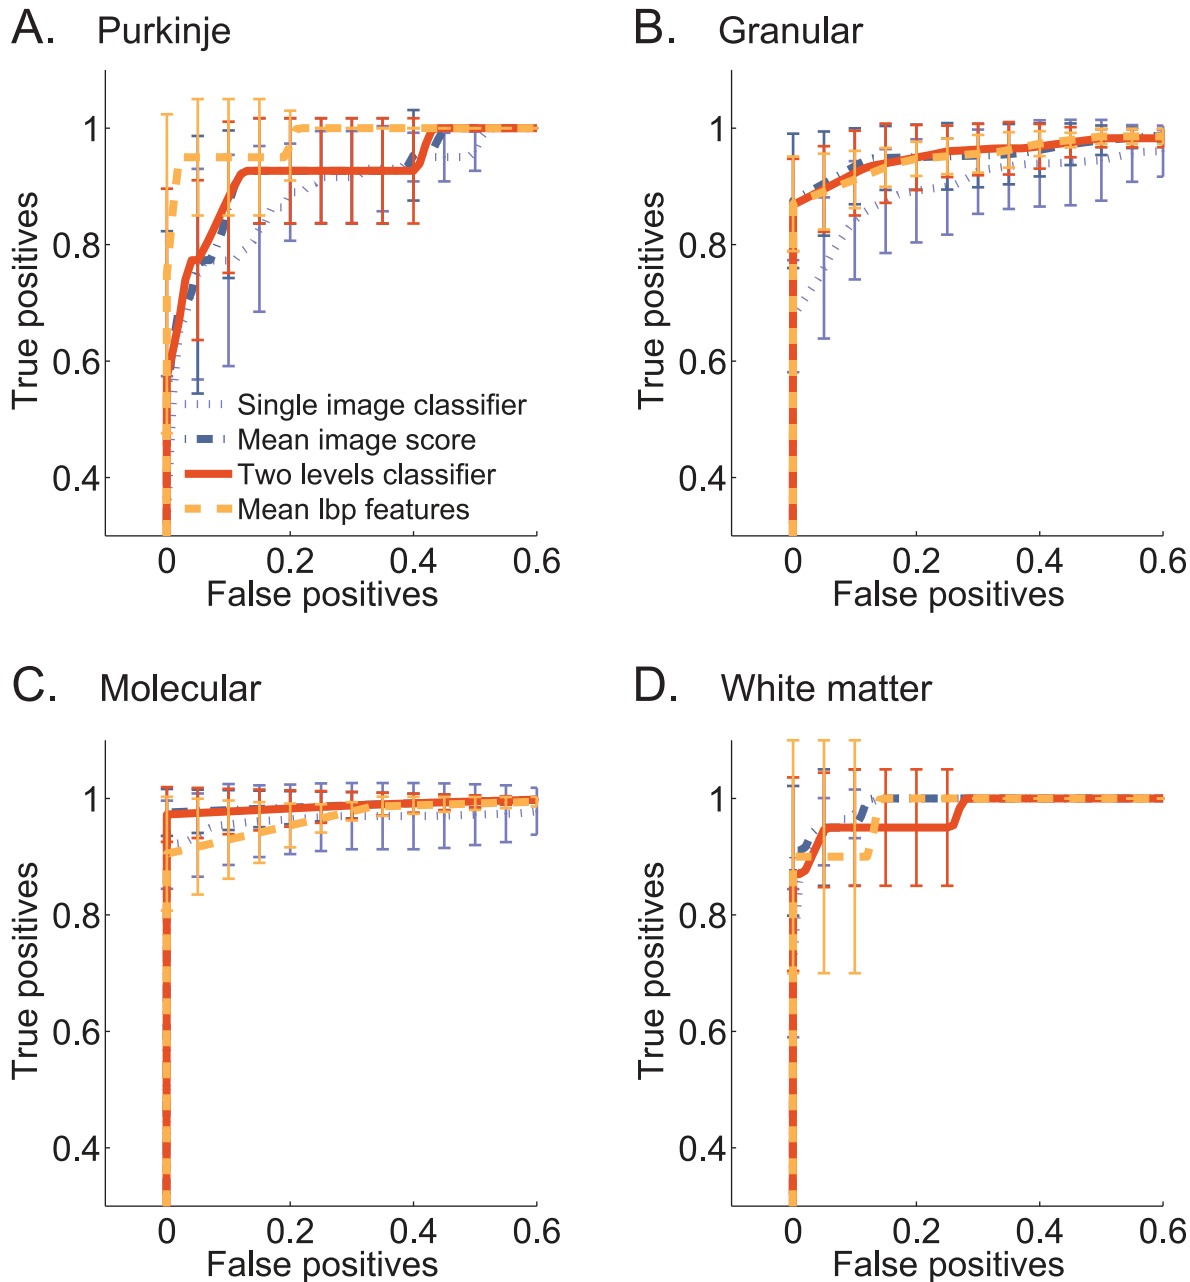 A. Purkinje
B. Granular
True positives
1
0.8
0.6
0.4
Single image classifier
Mean image score
Two levels classifier
Mean lbp features
0 0.2 0.4 0.6
False positives
True positives
1
0.8
0.6
0.4
0 0.2 0.4 0.6
False positives
C. Molecular
D. White matter
True positives
1
0.8
0.6
0.4
0 0.2 0.4 0.6
False positives
True positives
1
0.8
0.6
0.4
0 0.2 0.4 0.6
False positives